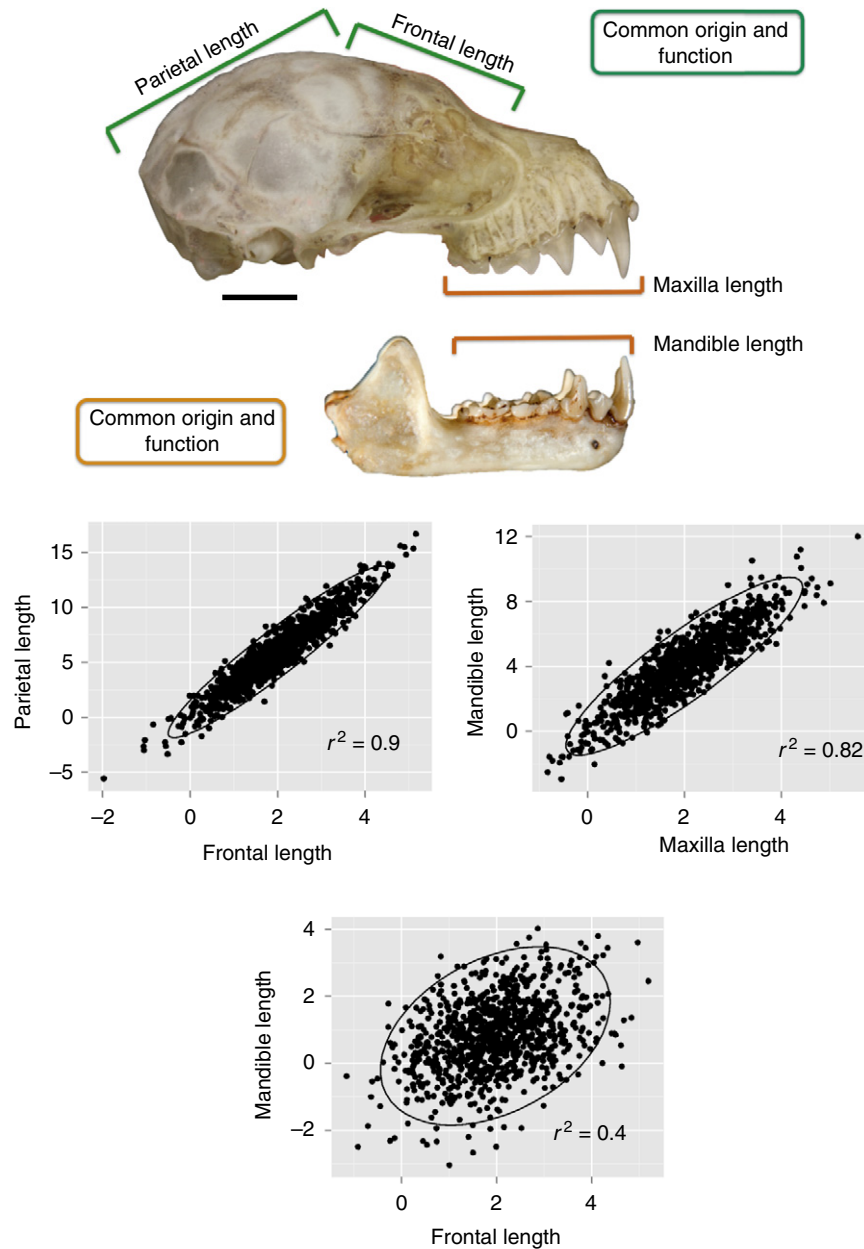 Parietal length
Frontal length
Common origin and
function
Maxilla length
Mandible length
Common origin and
function
Parietal length
15
10
5
0
–5
r² = 0.9
–2
0
2
4
Frontal length
Mandible length
12
8
4
0
r² = 0.82
0
2
4
Maxilla length
Mandible length
4
2
0
–2
r² = 0.4
0
2
4
Frontal length